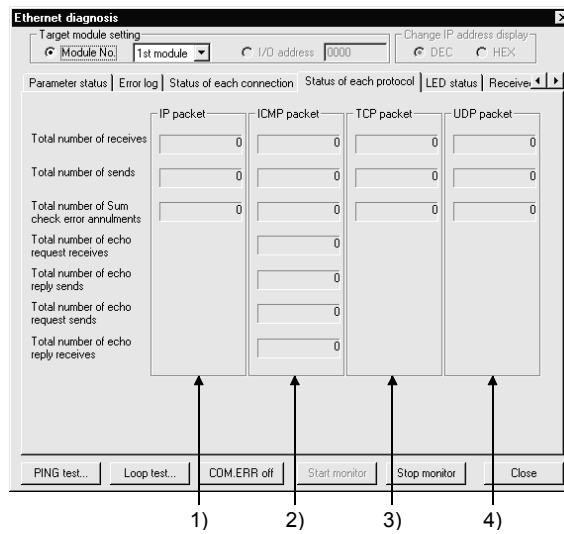 Ethernet diagnosis
Target module setting
Module No.
1st module
I/O address
0000
Change IP address display
DEC
HEX
Parameter status
Error log
Status of each connection
Status of each protocol
LED status
IP packet
ICMP packet
TCP packet
UDP packet
Total number of receives
0
0
0
0
Total number of sends
0
0
0
0
Total number of Sum
check error annulments
0
0
0
0
Total number of echo
request receives
0
Total number of echo
reply sends
0
Total number of echo
request sends
0
Total number of echo
reply receives
0
PING test...
Loop test...
COM.ERR off
Start monitor
Stop monitor
Close
1)
2)
3)
4)